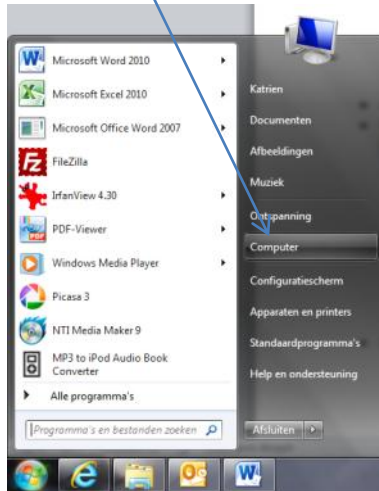 Microsoft Word 2010
Microsoft Excel 2010
Microsoft Office Word 2007
FileZilla
IrfanView 4.30
PDF-Viewer
Windows Media Player
Picasa 3
NTI Media Maker 9
MP3 to iPod Audio Book
Converter
Alle programma's
Programma's en bestanden zoeken
Katrien
Documenten
Afbeeldingen
Muziek
Ontspanning
Computer
Configuratiescherm
Apparaten en printers
Standaardprogramma's
Help en ondersteuning
Afsluiten